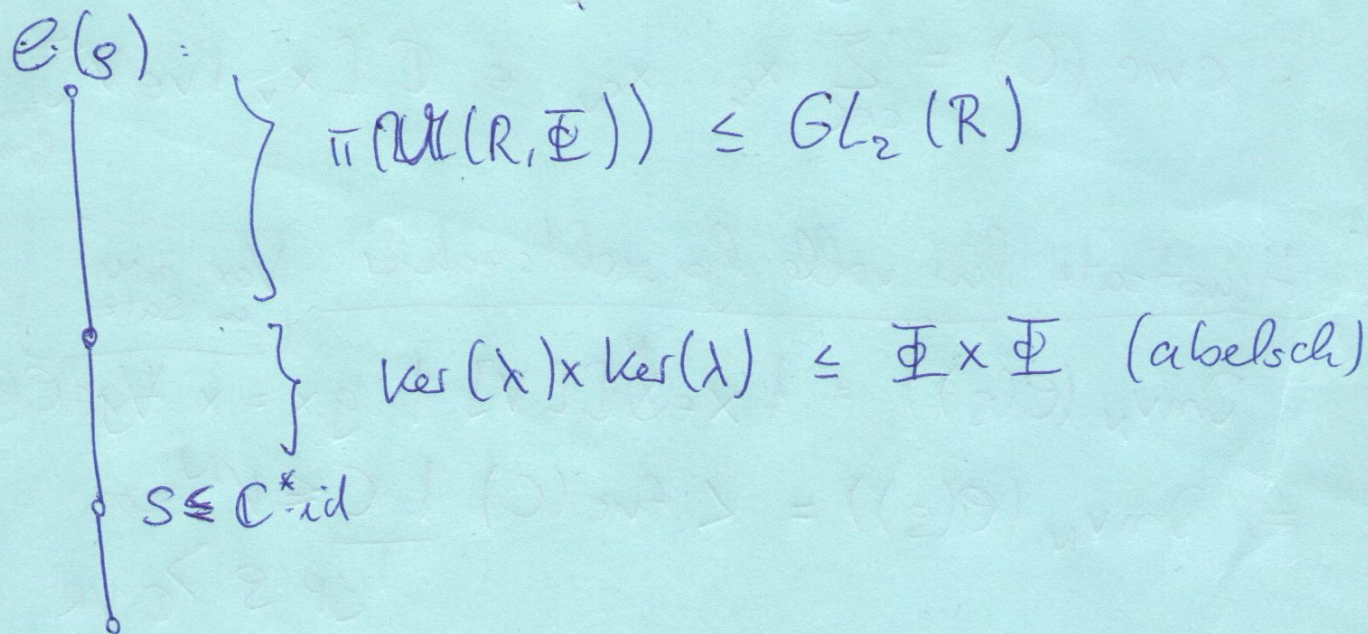 𝒞(ρ):
π(𝔘(R,Φ)) ≤ GL₂(R)
ker(λ) × ker(λ) ≤ Φ × Φ (abelsch)
S ≤ ℂ*·id